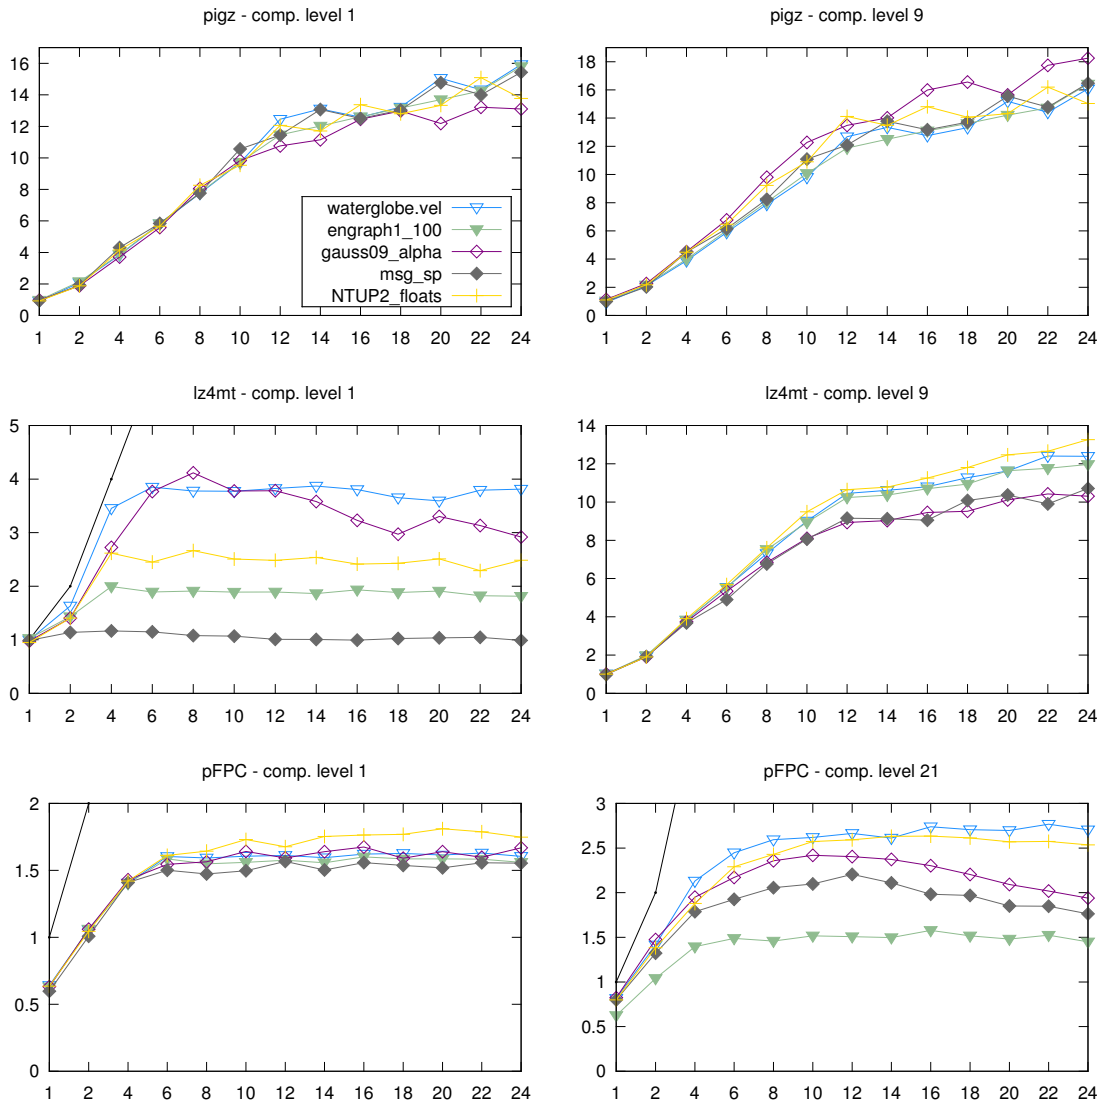 pigz - comp. level 1
16
14
12
10
8
6
4
2
0
1 2 4 6 8 10 12 14 16 18 20 22 24
waterglobe.vel
engraph1_100
gauss09_alpha
msg_sp
NTUP2_floats
pigz - comp. level 9
18
16
14
12
10
8
6
4
2
0
1 2 4 6 8 10 12 14 16 18 20 22 24
lz4mt - comp. level 1
5
4
3
2
1
0
1 2 4 6 8 10 12 14 16 18 20 22 24
lz4mt - comp. level 9
14
12
10
8
6
4
2
0
1 2 4 6 8 10 12 14 16 18 20 22 24
pFPC - comp. level 1
2
1.5
1
0.5
0
1 2 4 6 8 10 12 14 16 18 20 22 24
pFPC - comp. level 21
3
2.5
2
1.5
1
0.5
0
1 2 4 6 8 10 12 14 16 18 20 22 24